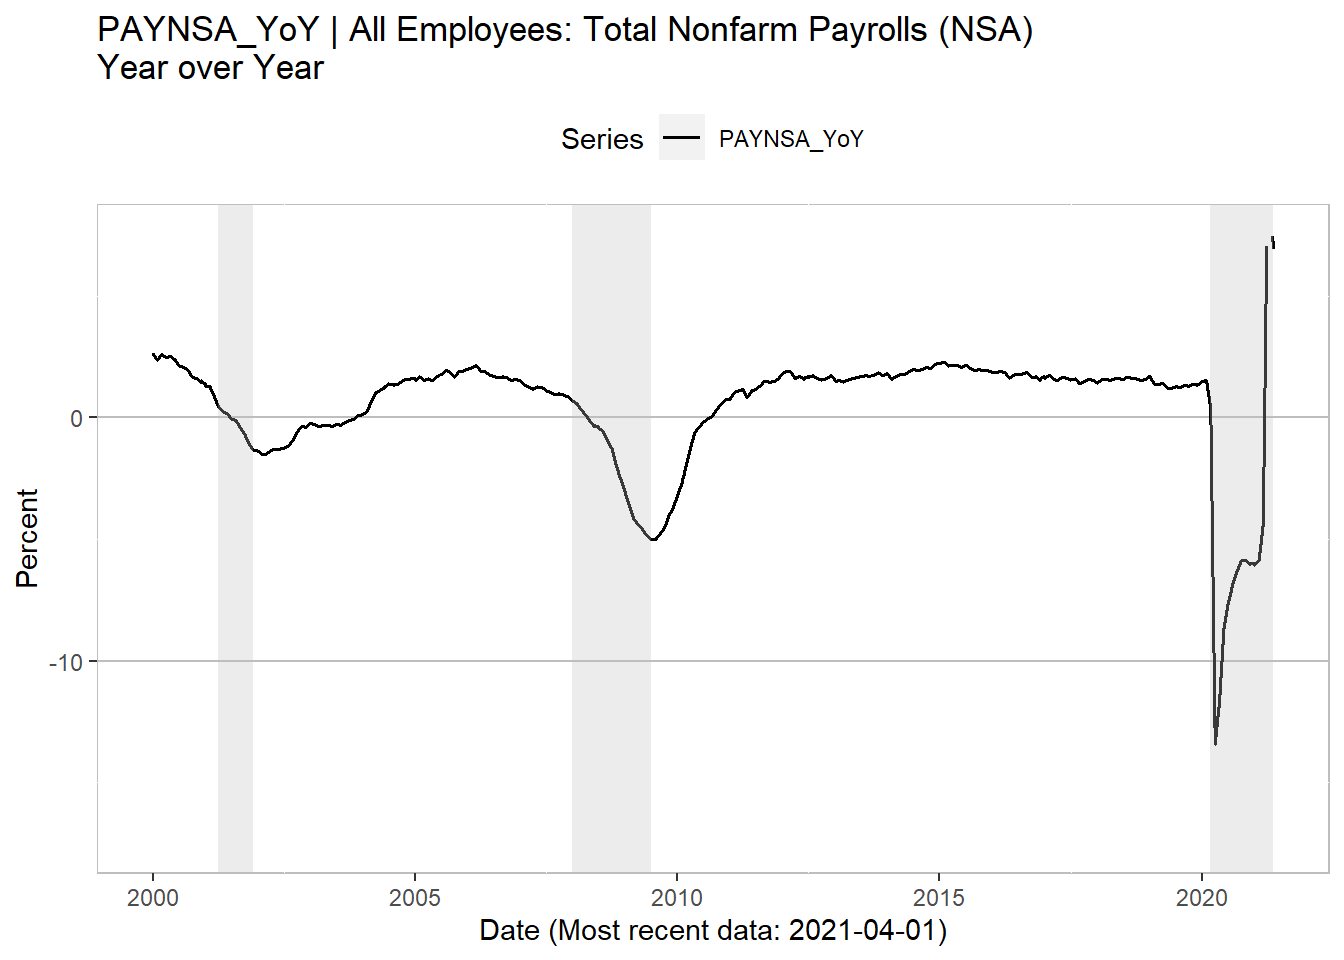 PAYNSA_YoY | All Employees: Total Nonfarm Payrolls (NSA)
Year over Year
Series PAYNSA_YoY
0
-10
Percent
2000 2005 2010 2015 2020
Date (Most recent data: 2021-04-01)